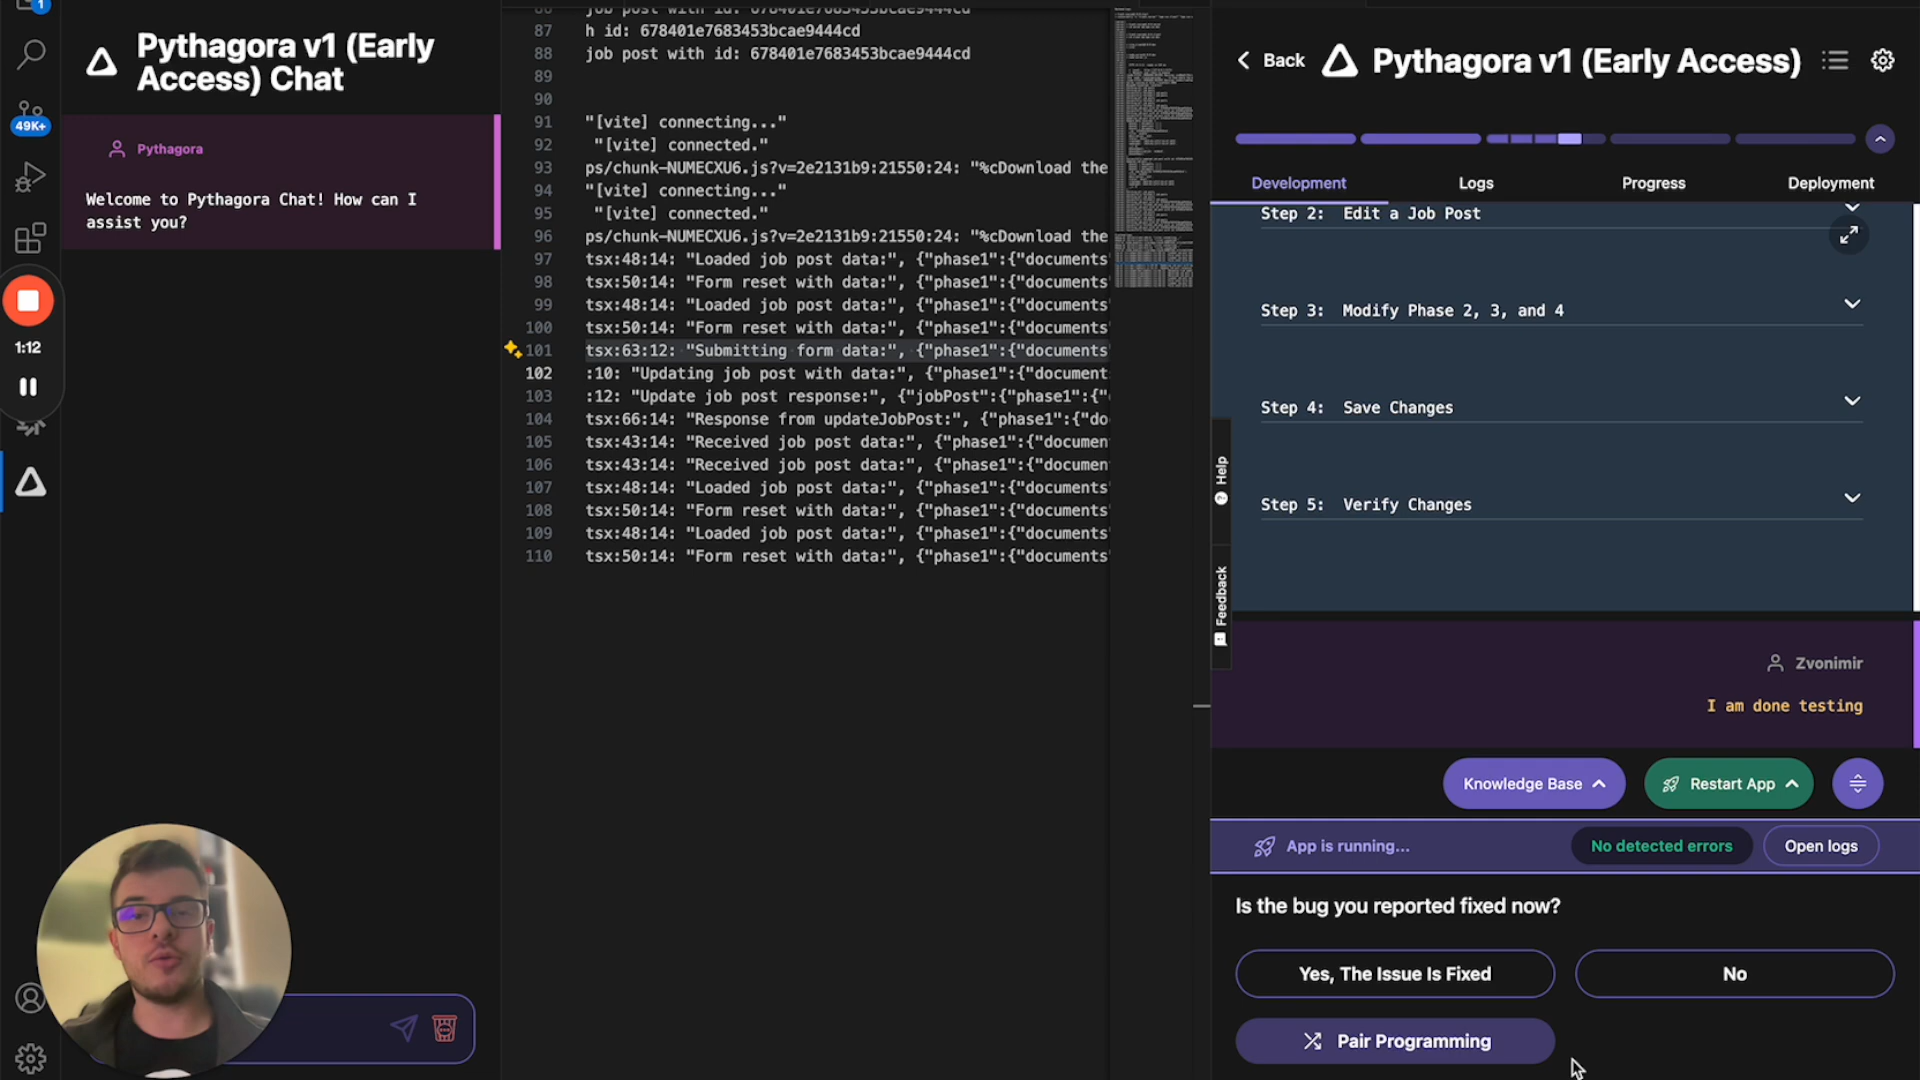 1
49K+
1:12
Pythagora v1 (Early
Access) Chat
Pythagora
Welcome to Pythagora Chat! How can I
assist you?
86 job post with id: 678401e7683453bcae9444cd
87 h id: 678401e7683453bcae9444cd
88 job post with id: 678401e7683453bcae9444cd
89
90
91 "[vite] connecting..."
92 "[vite] connected."
93 ps/chunk-NUMECXU6.js?v=2e2131b9:21550:24: "%cDownload the
94 "[vite] connecting..."
95 "[vite] connected."
96 ps/chunk-NUMECXU6.js?v=2e2131b9:21550:24: "%cDownload the
97 tsx:48:14: "Loaded job post data:", {"phase1":{"documents"
98 tsx:50:14: "Form reset with data:", {"phase1":{"documents"
99 tsx:48:14: "Loaded job post data:", {"phase1":{"documents"
100 tsx:50:14: "Form reset with data:", {"phase1":{"documents"
101 tsx:63:12: "Submitting form data:", {"phase1":{"documents"
102 :10: "Updating job post with data:", {"phase1":{"document
103 :12: "Update job post response:", {"jobPost":{"phase1":{"
104 tsx:66:14: "Response from updateJobPost:", {"phase1":{"do
105 tsx:43:14: "Received job post data:", {"phase1":{"documen
106 tsx:43:14: "Received job post data:", {"phase1":{"documen
107 tsx:48:14: "Loaded job post data:", {"phase1":{"documents"
108 tsx:50:14: "Form reset with data:", {"phase1":{"documents"
109 tsx:48:14: "Loaded job post data:", {"phase1":{"documents"
110 tsx:50:14: "Form reset with data:", {"phase1":{"documents"
Back
Pythagora v1 (Early Access)
Development Logs Progress Deployment
Step 2: Edit a Job Post
Step 3: Modify Phase 2, 3, and 4
Step 4: Save Changes
Step 5: Verify Changes
Help
Feedback
Zvonimir
I am done testing
Knowledge Base
Restart App
App is running...
No detected errors
Open logs
Is the bug you reported fixed now?
Yes, The Issue Is Fixed
No
Pair Programming